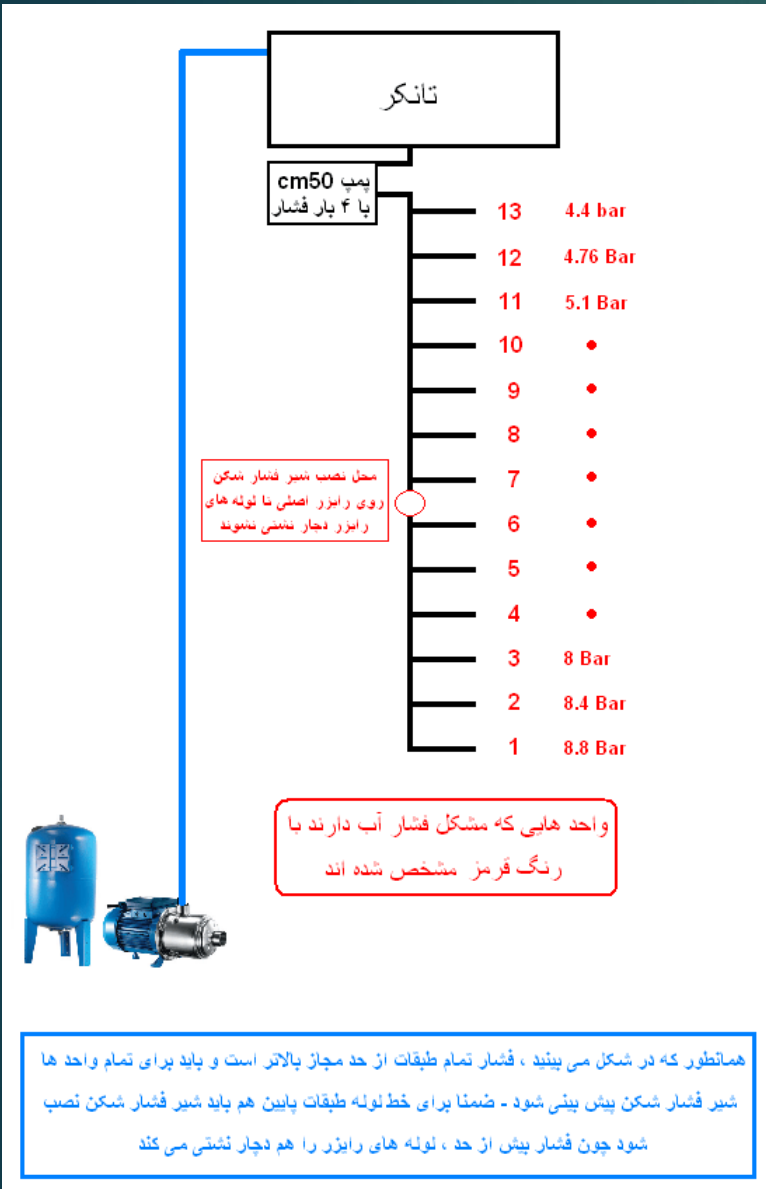 تانکر
پمپ cm50
با ۴ بار فشار
13 4.4 bar
12 4.76 Bar
11 5.1 Bar
10
9
8
7
محل نصب شیر فشار شکن
روی رایزر اصلی تا لوله های
رایزر دچار نشتی نشوند
6
5
4
3 8 Bar
2 8.4 Bar
1 8.8 Bar
واحد هایی که مشکل فشار آب دارند با
رنگ قرمز مشخص شده اند
همانطور که در شکل می بینید ، فشار تمام طبقات از حد مجاز بالاتر است و باید برای تمام واحد ها
شیر فشار شکن پیش بینی شود - ضمنا برای خط لوله طبقات پایین هم باید شیر فشار شکن نصب
شود چون فشار بیش از حد ، لوله های رایزر را هم دچار نشتی می کند